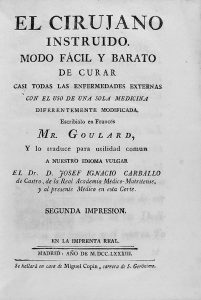 EL CIRUJANO
INSTRUIDO.
MODO FÁCIL Y BARATO
DE CURAR
CASI TODAS LAS ENFERMEDADES EXTERNAS
CON EL USO DE UNA SOLA MEDICINA
DIFERENTEMENTE MODIFICADA.
Escribiólo en Francés
MR. GOULARD,
Y lo traduce para utilidad comun
A NUESTRO IDIOMA VULGAR
EL Dr. D. JOSEF IGNACIO CARBALLO
de Castro, de la Real Academia Médico-Matritense,
y al presente Médico en esta Corte.
SEGUNDA IMPRESION.
EN LA IMPRENTA REAL.
MADRID: AÑO DE M.DCC.LXXXIII.
Se hallará en casa de Miguel Copin, carrera de S. Gerónimo.